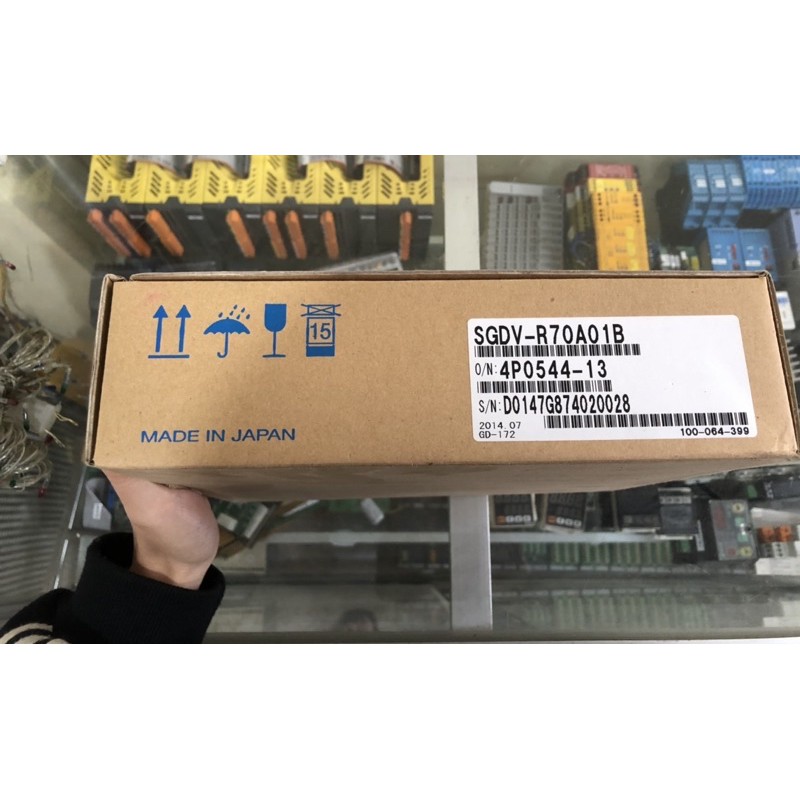 15
MADE IN JAPAN
SGDV-R70A01B
O/N: 4P0544-13
S/N: D0147G874020028
2014.07
GD-172
100-064-399